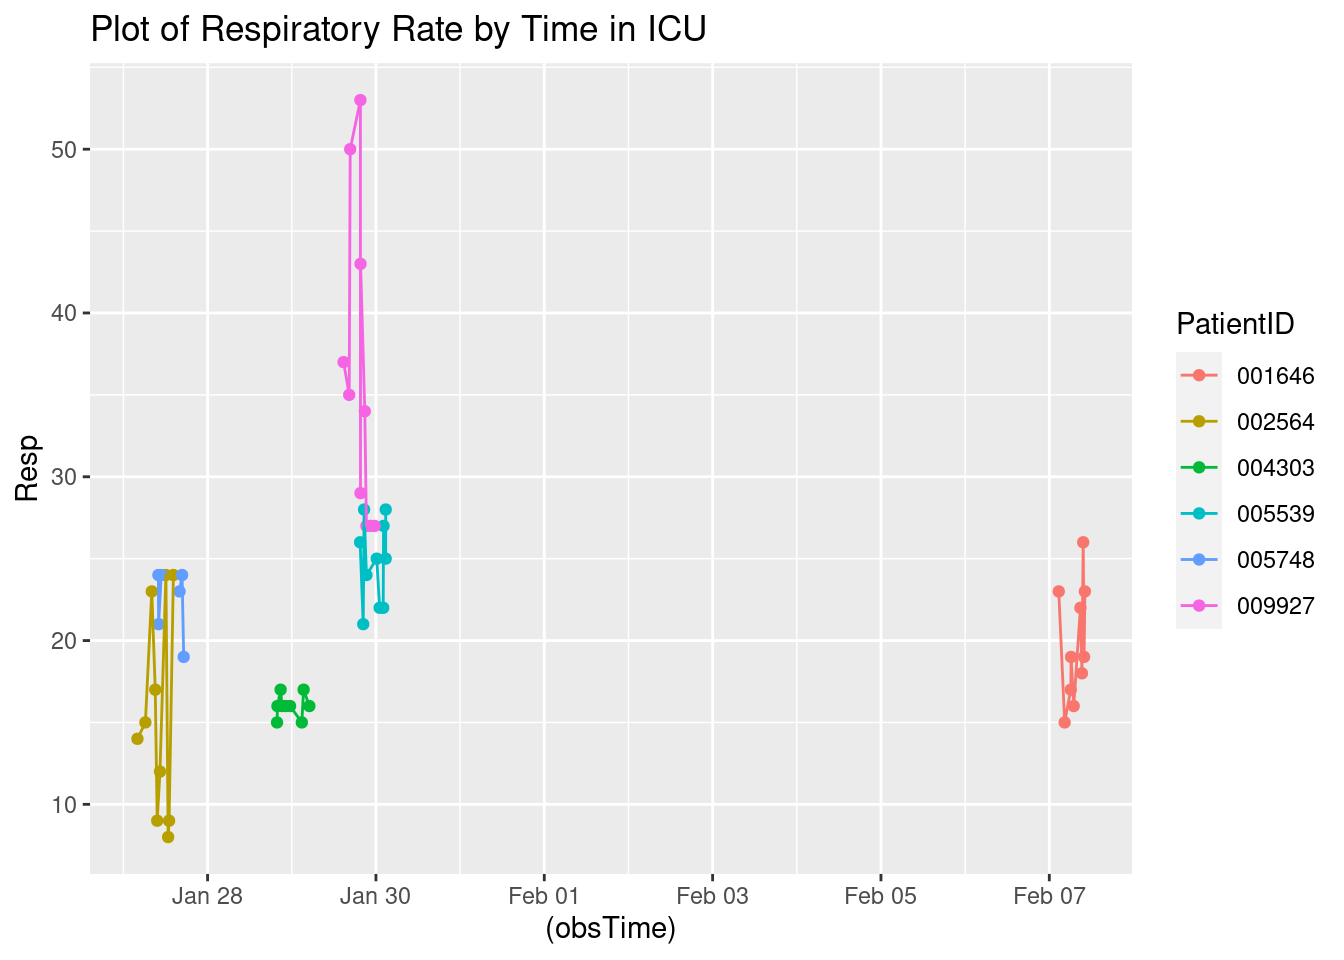 Plot of Respiratory Rate by Time in ICU
50
40
30
20
10
Resp
Jan 28
Jan 30
Feb 01
Feb 03
Feb 05
Feb 07
(obsTime)
PatientID
001646
002564
004303
005539
005748
009927